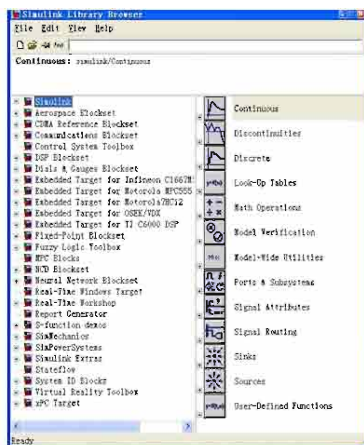 Simulink Library Browser
File Edit View Help
Continuous: simulink/Continuous
Simulink
Aerospace Blockset
CDMA Reference Blockset
Communications Blockset
Control System Toolbox
DSP Blockset
Dials & Gauges Blockset
Embedded Target for Infineon C166?M
Embedded Target for Motorola MPC555
Embedded Target for Motorola?HC12
Embedded Target for OSEK/VDX
Embedded Target for TI C6000 DSP
Fixed-Point Blockset
Fuzzy Logic Toolbox
MPC Blocks
NCD Blockset
Neural Network Blockset
Real-Time Windows Target
Real-Time Workshop
Report Generator
S-function demos
SimMechanics
SimPowerSystems
Simulink Extras
Stateflow
System ID Blocks
Virtual Reality Toolbox
xPC Target
Continuous
Discontinuities
Discrete
Look-Up Tables
Math Operations
Model Verification
Model-Wide Utilities
Ports & Subsystems
Signal Attributes
Signal Routing
Sinks
Sources
User-Defined Functions
Ready